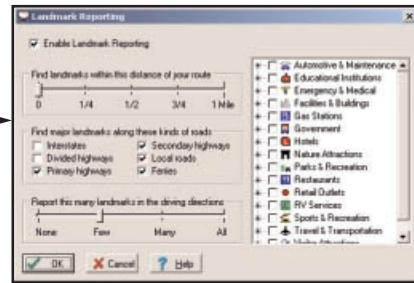 Landmark Reporting
Enable Landmark Reporting
Find landmarks within this distance of your route
0 1/4 1/2 3/4 1 Mile
Find major landmarks along these kinds of roads
Interstates Secondary highways
Divided highways Local roads
Primary highways Ferries
Report this many landmarks in the driving directions
None Few Many All
OK Cancel Help
Automotive & Maintenance
Educational Institutions
Emergency & Medical
Facilities & Buildings
Gas Stations
Government
Hotels
Nature Attractions
Parks & Recreation
Restaurants
Retail Outlets
RV Services
Sports & Recreation
Travel & Transportation